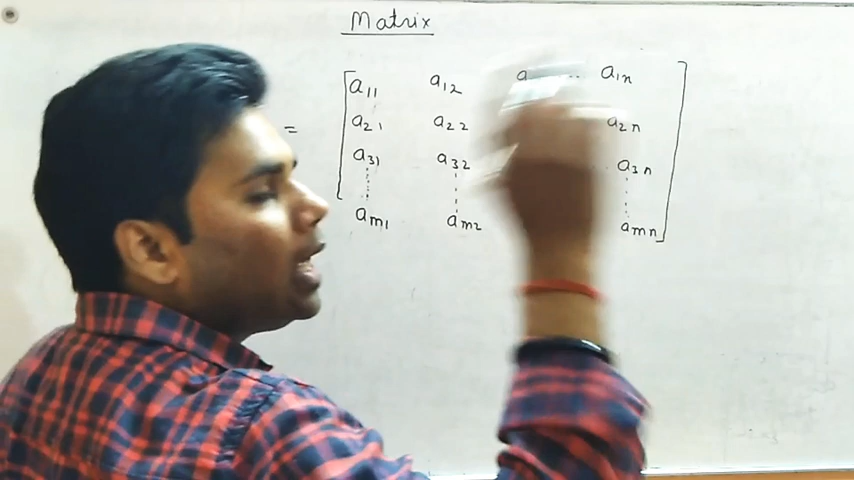 Matrix
= [ a11 a12 a .. a1n
a21 a22 a2n
a31 a32 a3n
am1 am2 amn ]